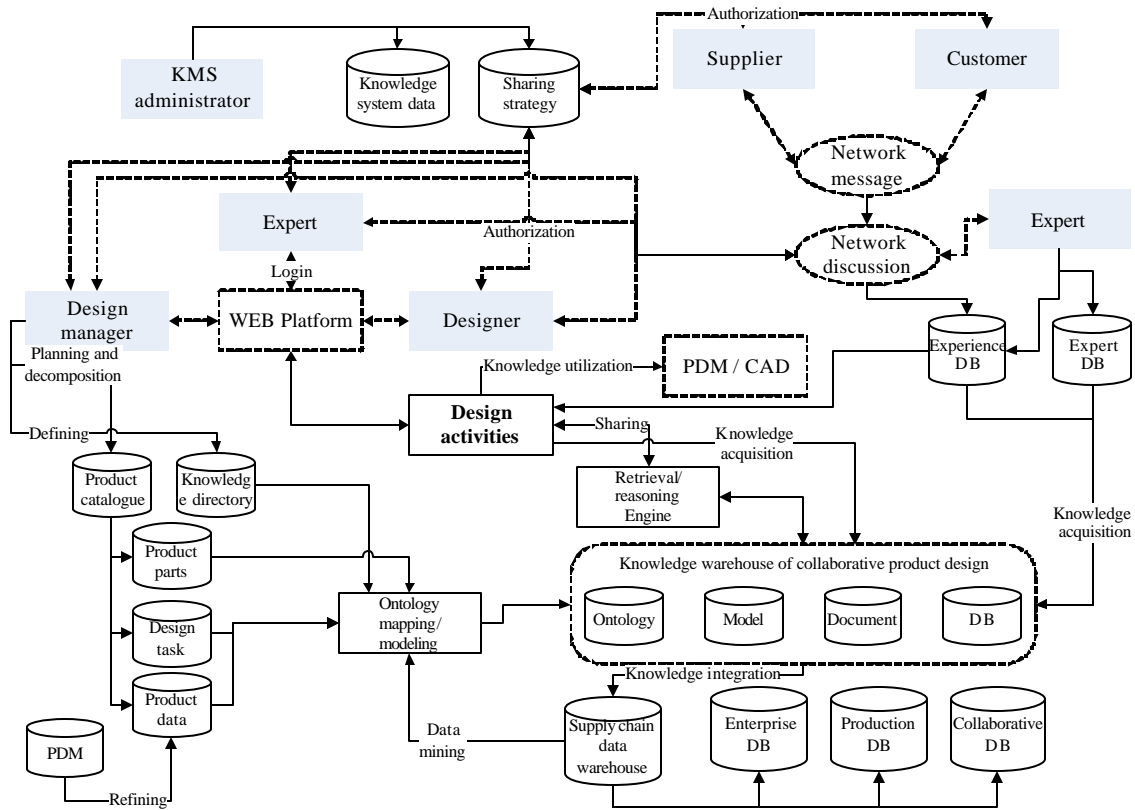 Authorization
KMS
administrator
Knowledge
system data
Sharing
strategy
Supplier
Customer
Network
message
Expert
Authorization
Network
discussion
Expert
Login
Design
manager
WEB Platform
Designer
Planning and
decomposition
Knowledge utilization
PDM / CAD
Experience
DB
Expert
DB
Design
activities
Defining
Sharing
Knowledge
acquisition
Product
catalogue
Knowledg
e directory
Retrieval/
reasoning
Engine
Knowledge
acquisition
Product
parts
Knowledge warehouse of collaborative product design
Ontology
mapping/
modeling
Ontology
Model
Document
DB
Design
task
Knowledge integration
Product
data
PDM
Data
mining
Supply chain
data
warehouse
Enterprise
DB
Production
DB
Collaborative
DB
Refining